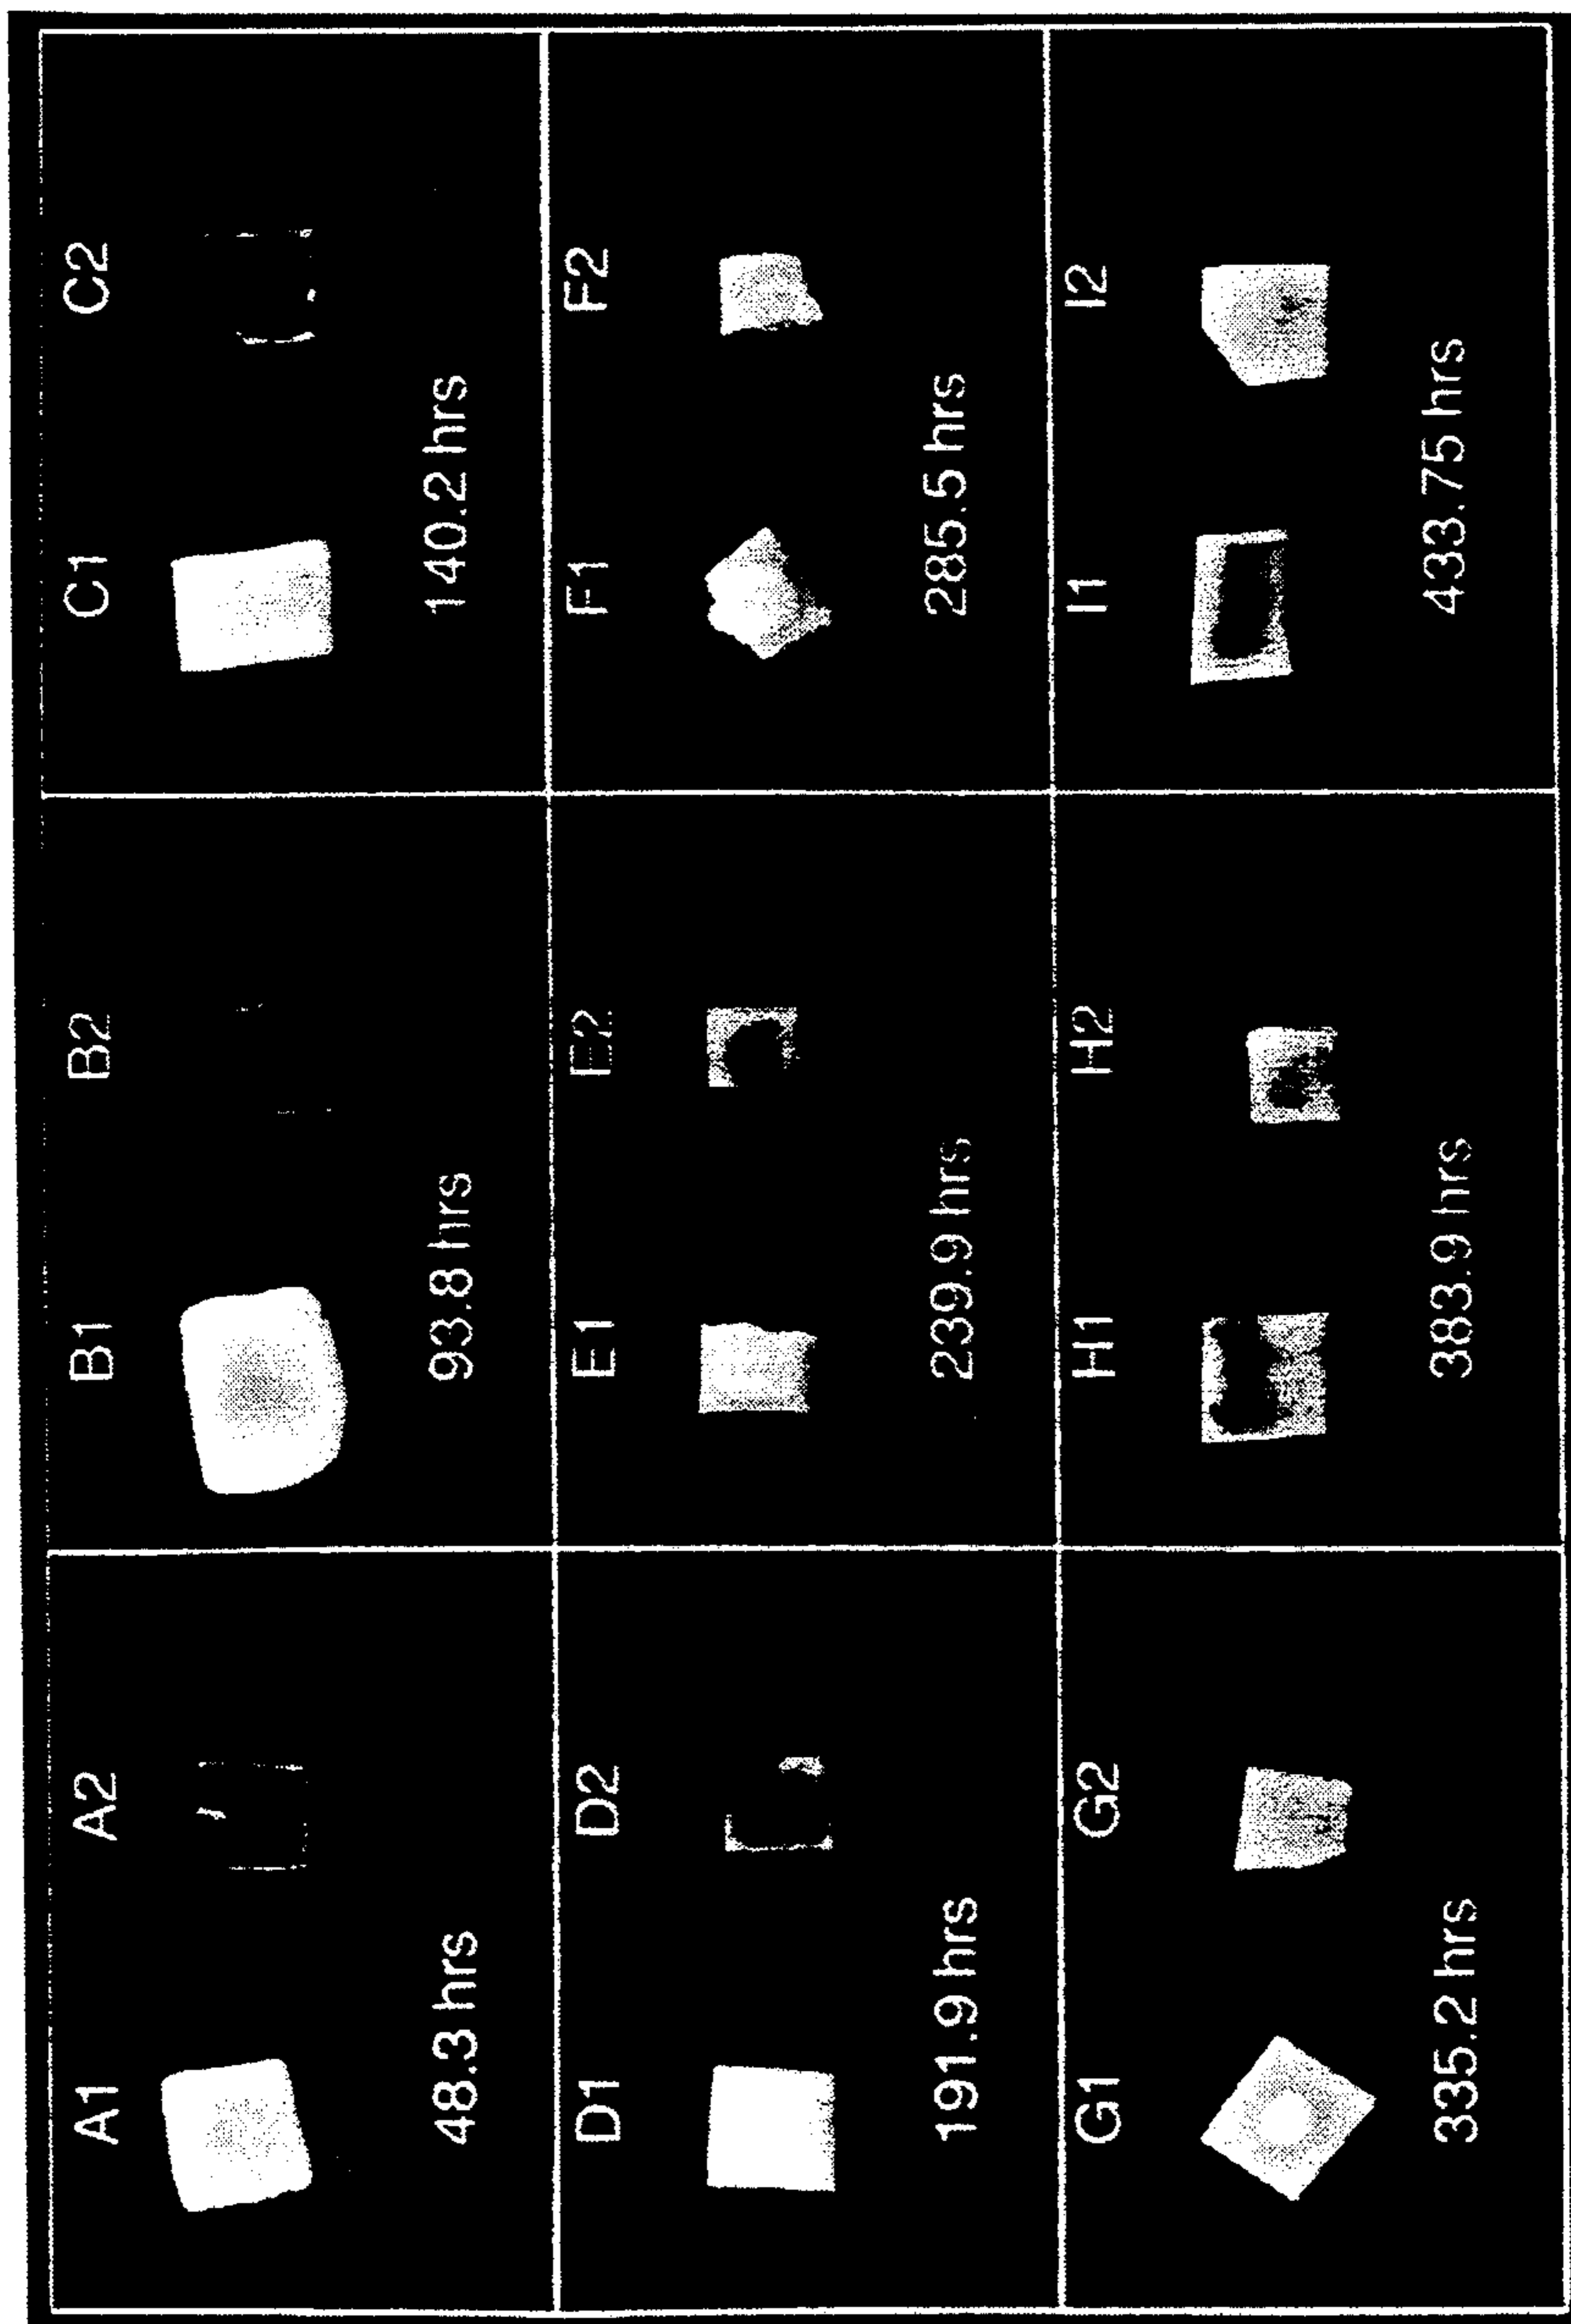 A1 A2
48.3 hrs
B1 B2
93.8 hrs
C1 C2
140.2 hrs
D1 D2
191.9 hrs
E1 E2
239.9 hrs
F1 F2
285.5 hrs
G1 G2
335.2 hrs
H1 H2
383.9 hrs
I1 I2
433.75 hrs